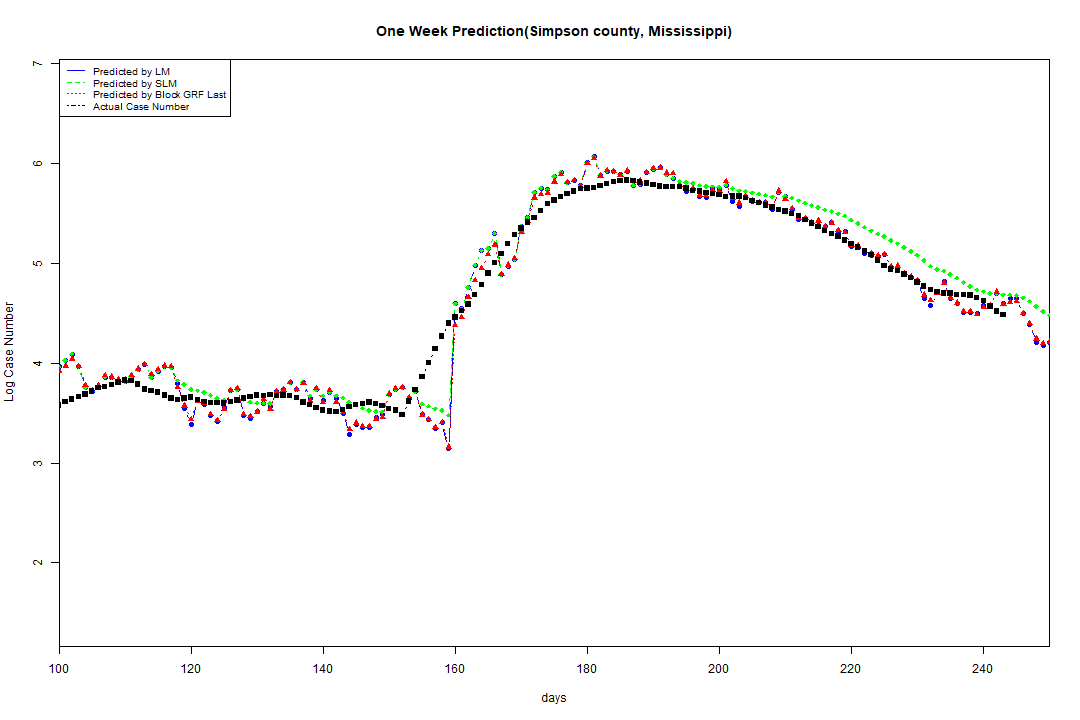 One Week Prediction(Simpson county, Mississippi)
Predicted by LM
Predicted by SLM
Predicted by Block GRF Last
Actual Case Number
7
6
5
4
3
2
Log Case Number
100 120 140 160 180 200 220 240
days